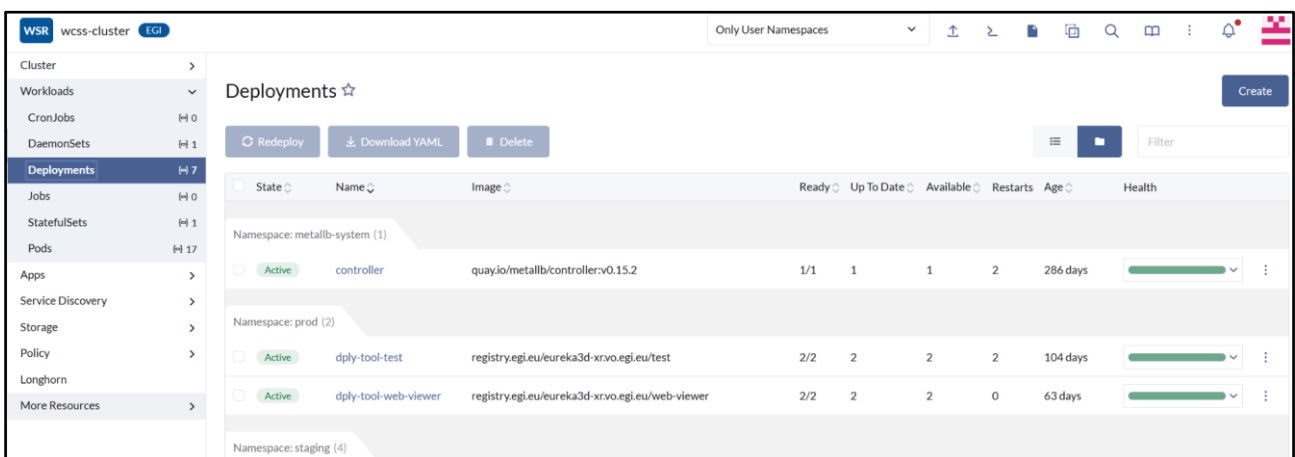 WSR wcss-cluster EGI Only User Namespaces
Cluster
Workloads
CronJobs 0
DaemonSets 1
Deployments 7
Jobs 0
StatefulSets 1
Pods 17
Apps
Service Discovery
Storage
Policy
Longhorn
More Resources
Deployments
Create
Redeploy Download YAML Delete Filter
State Name Image Ready Up To Date Available Restarts Age Health
Namespace: metallb-system (1)
Active controller quay.io/metallb/controller:v0.15.2 1/1 1 1 2 286 days
Namespace: prod (2)
Active dply-tool-test registry.egi.eu/eureka3d-xr.vo.egi.eu/test 2/2 2 2 2 104 days
Active dply-tool-web-viewer registry.egi.eu/eureka3d-xr.vo.egi.eu/web-viewer 2/2 2 2 0 63 days
Namespace: staging (4)